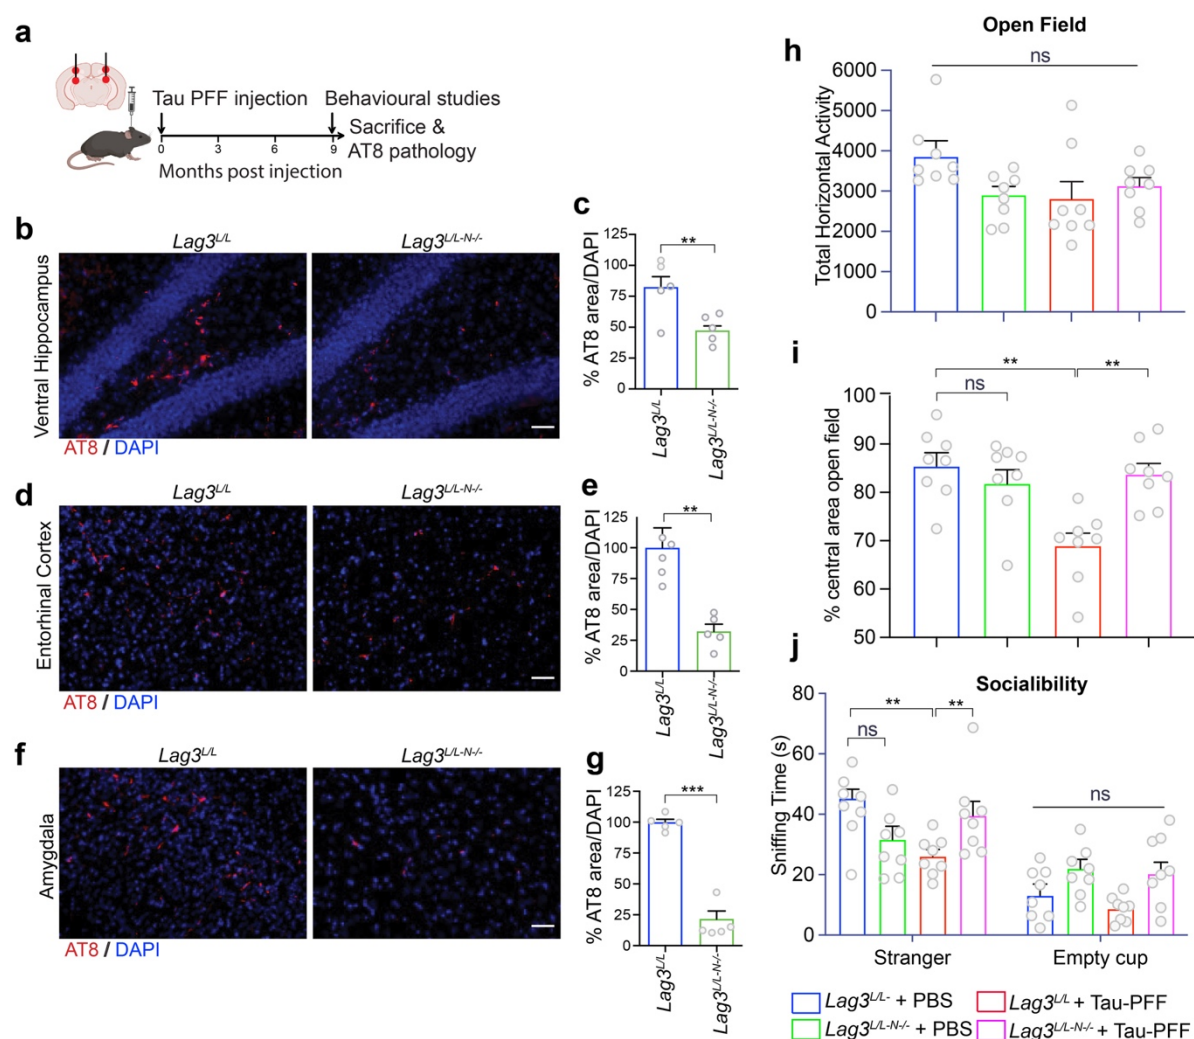 a
Tau PFF injection
Behavioural studies
Sacrifice &
AT8 pathology
0 3 6 9
Months post injection
b
Lag3L/L
Lag3L/L-N-/-
Ventral Hippocampus
AT8 / DAPI
c
% AT8 area/DAPI
125
100
75
50
25
0
**
Lag3L/L
Lag3L/L-N-/-
d
Lag3L/L
Lag3L/L-N-/-
Entorhinal Cortex
AT8 / DAPI
e
% AT8 area/DAPI
125
100
75
50
25
0
**
Lag3L/L
Lag3L/L-N-/-
f
Lag3L/L
Lag3L/L-N-/-
Amygdala
AT8 / DAPI
g
% AT8 area/DAPI
125
100
75
50
25
0
***
Lag3L/L
Lag3L/L-N-/-
Open Field
h
ns
Total Horizontal Activity
6000
5000
4000
3000
2000
1000
0
i
** **
ns
% central area open field
100
90
80
70
60
50
j
Socialibility
Sniffing Time (s)
80
60
40
20
0
** **
ns
ns
Stranger
Empty cup
Lag3L/L- + PBS
Lag3L/L + Tau-PFF
Lag3L/L-N-/- + PBS
Lag3L/L-N-/- + Tau-PFF